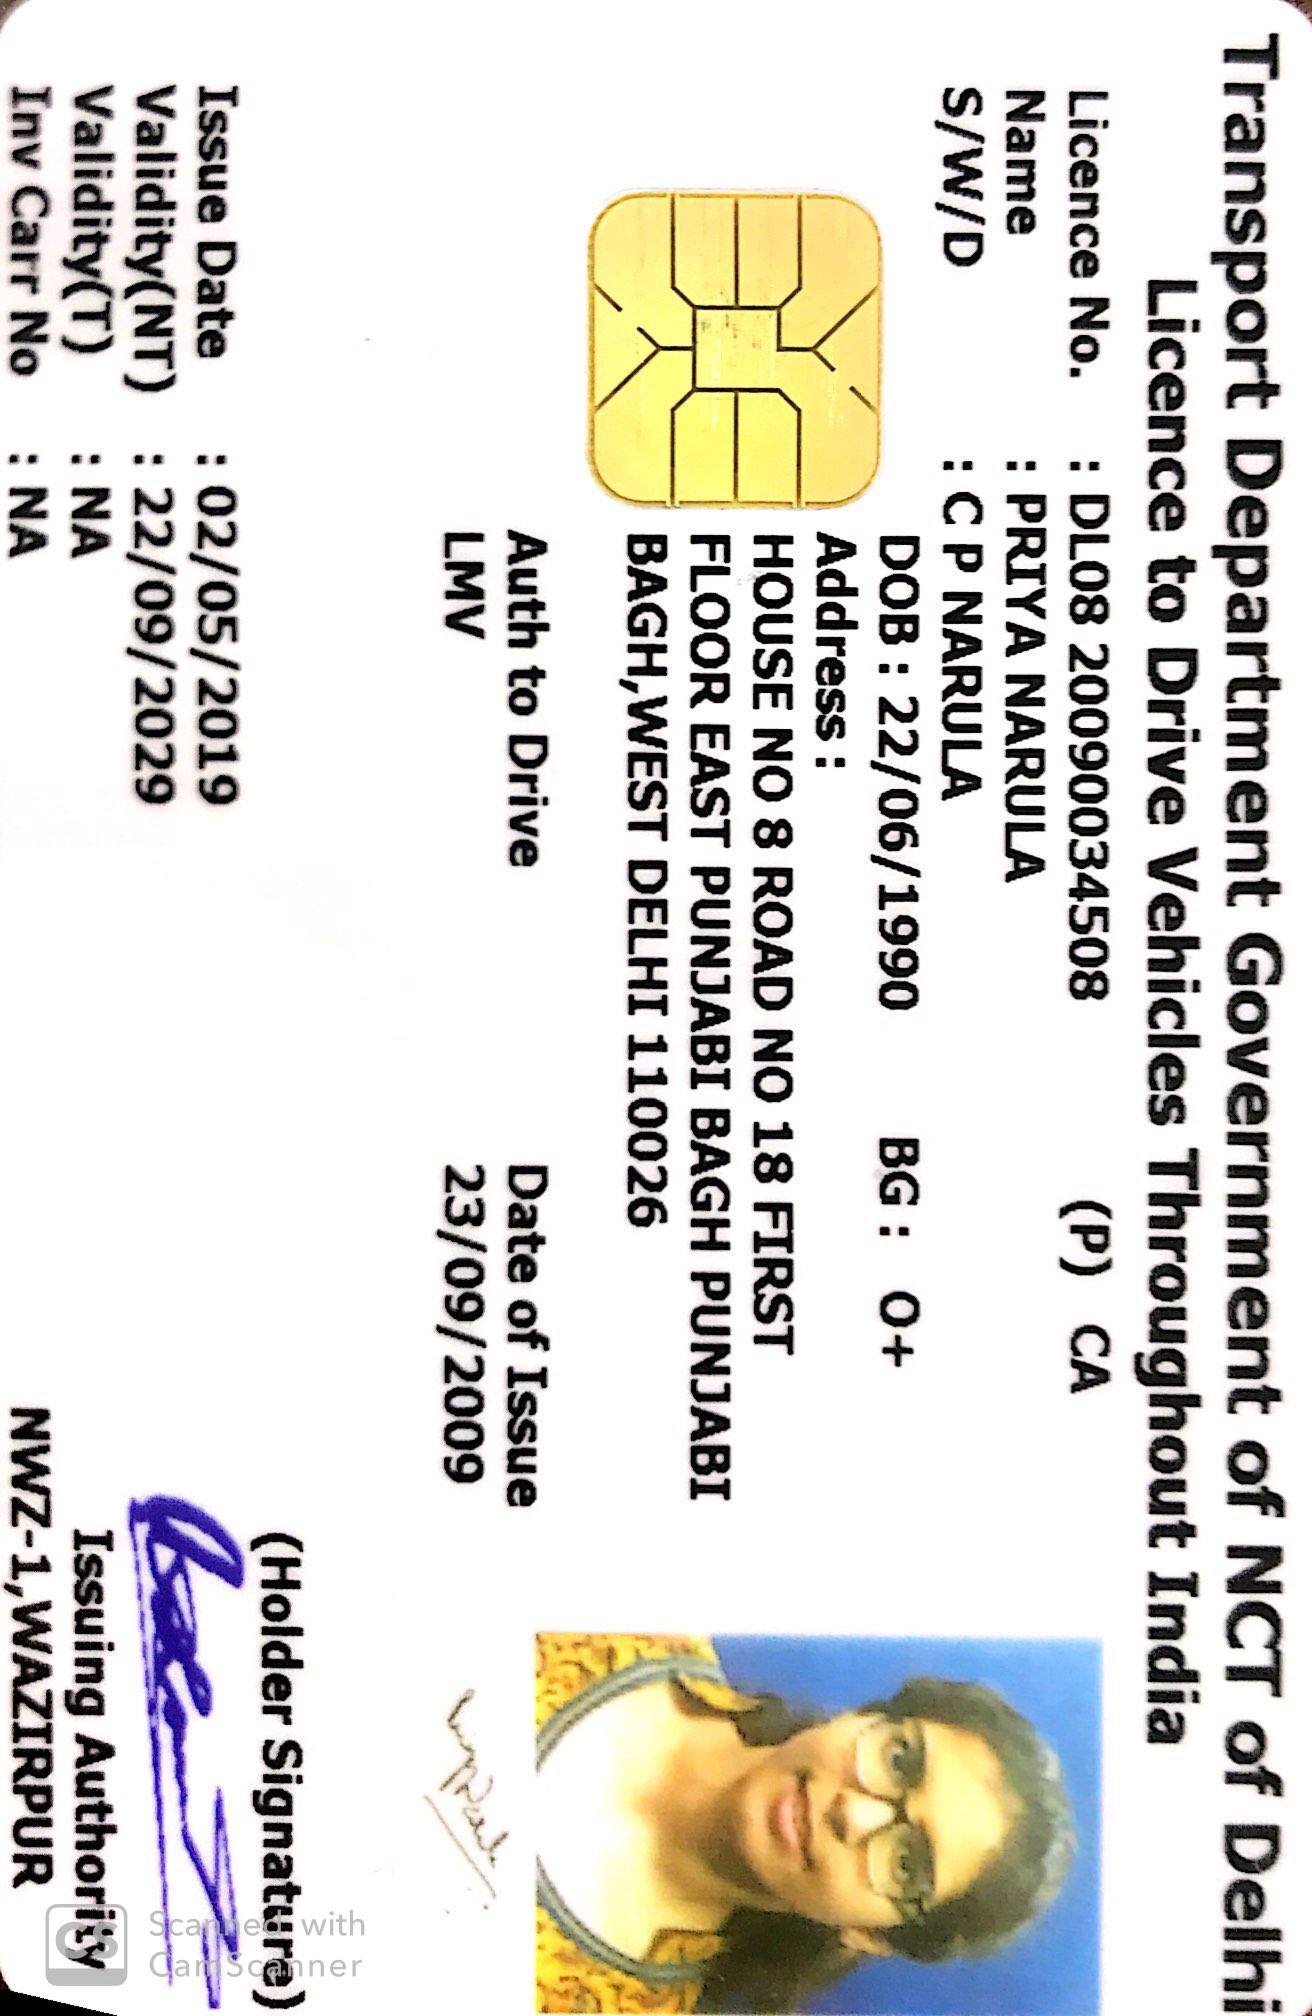 Transport Department Government of NCT of Delhi
Licence to Drive Vehicles Throughout India
Licence No. : DL08 20090034508 (P) CA
Name : PRIYA NARULA
S/W/D : C P NARULA
DOB : 22/06/1990 BG : O+
Address :
HOUSE NO 8 ROAD NO 18 FIRST
FLOOR EAST PUNJABI BAGH PUNJABI
BAGH,WEST DELHI 110026
Auth to Drive Date of Issue
LMV 23/09/2009
(Holder Signature)
Issue Date : 02/05/2019
Validity(NT) : 22/09/2029
Validity(T) : NA
Issuing Authority
Inv Carr No : NA
NWZ-1,WAZIRPUR
CS
Scanned with
CamScanner